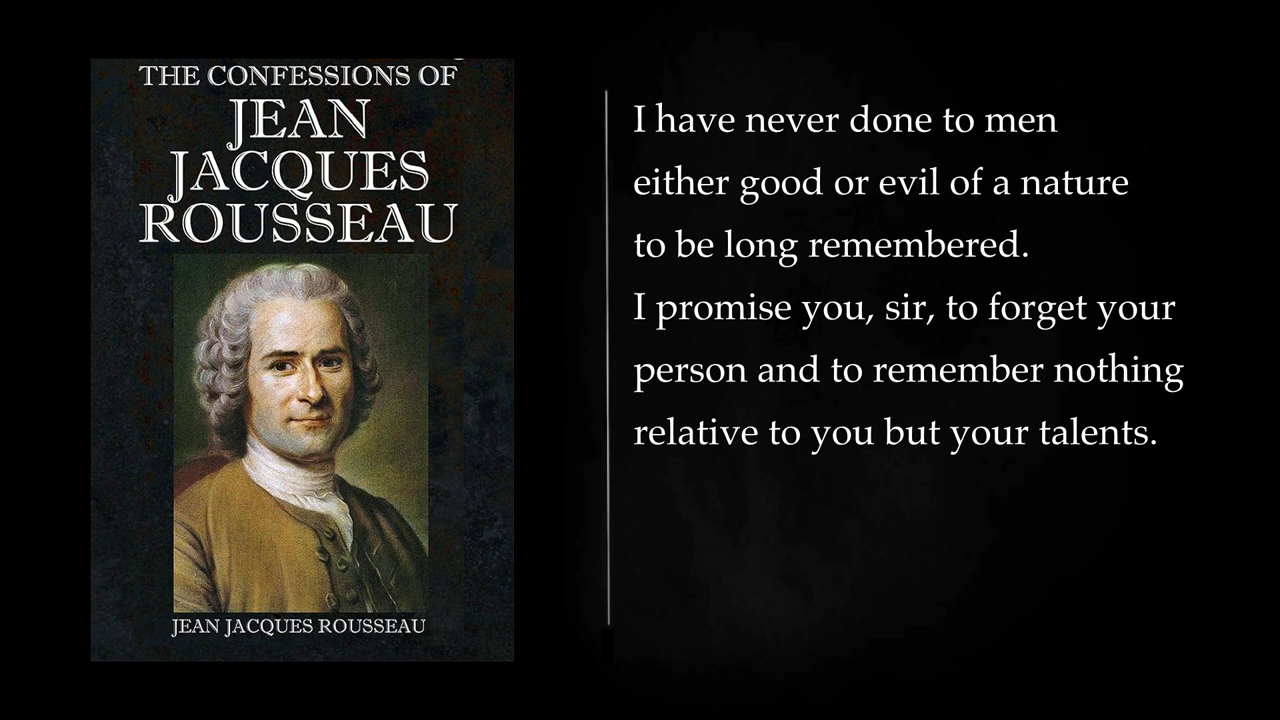 THE CONFESSIONS OF
JEAN
JACQUES
ROUSSEAU
JEAN JACQUES ROUSSEAU
I have never done to men
either good or evil of a nature
to be long remembered.
I promise you, sir, to forget your
person and to remember nothing
relative to you but your talents.